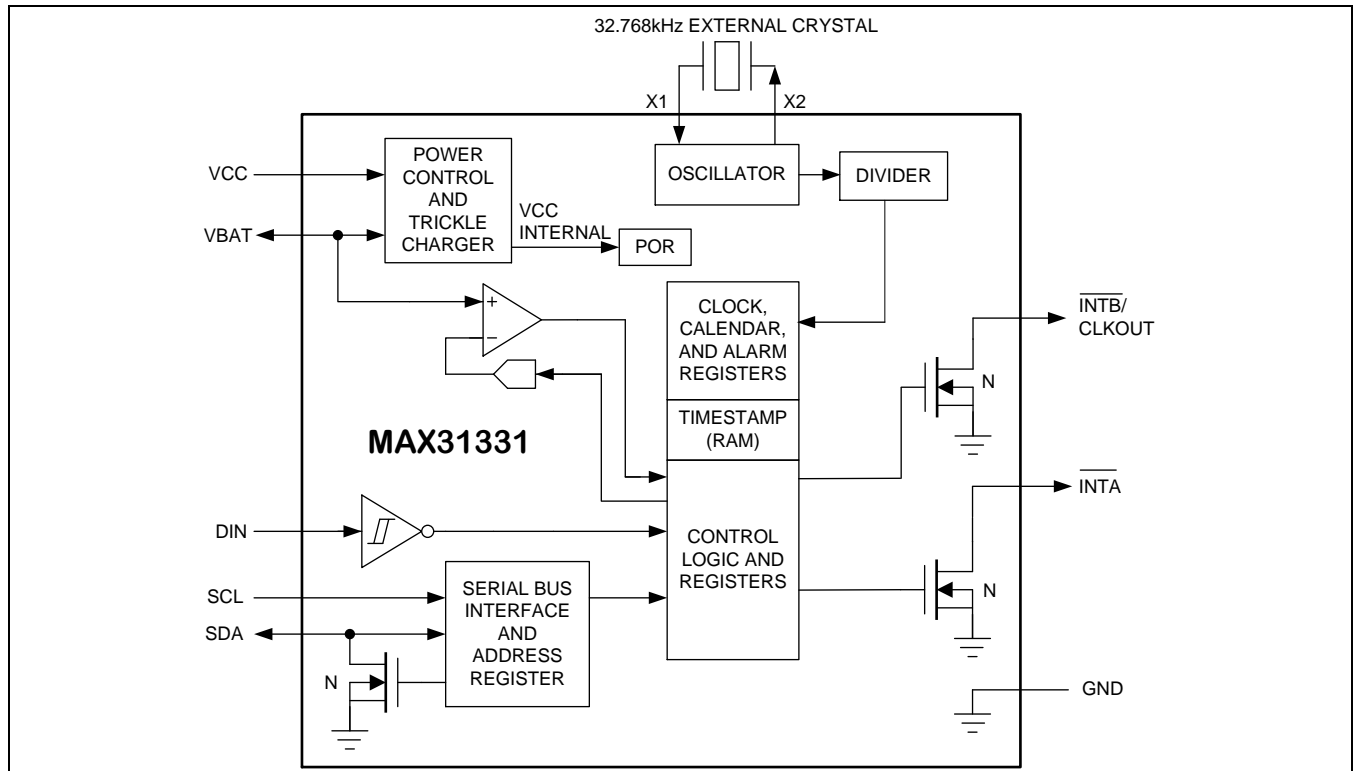 32.768kHz EXTERNAL CRYSTAL
X1
X2
POWER
CONTROL
AND
TRICKLE
CHARGER
VCC
VBAT
VCC
INTERNAL
POR
OSCILLATOR
DIVIDER
+
−
CLOCK,
CALENDAR,
AND ALARM
REGISTERS
TIMESTAMP
(RAM)
CONTROL
LOGIC AND
REGISTERS
INTB/
CLKOUT
N
MAX31331
INTA
N
DIN
SCL
SDA
SERIAL BUS
INTERFACE
AND
ADDRESS
REGISTER
N
GND